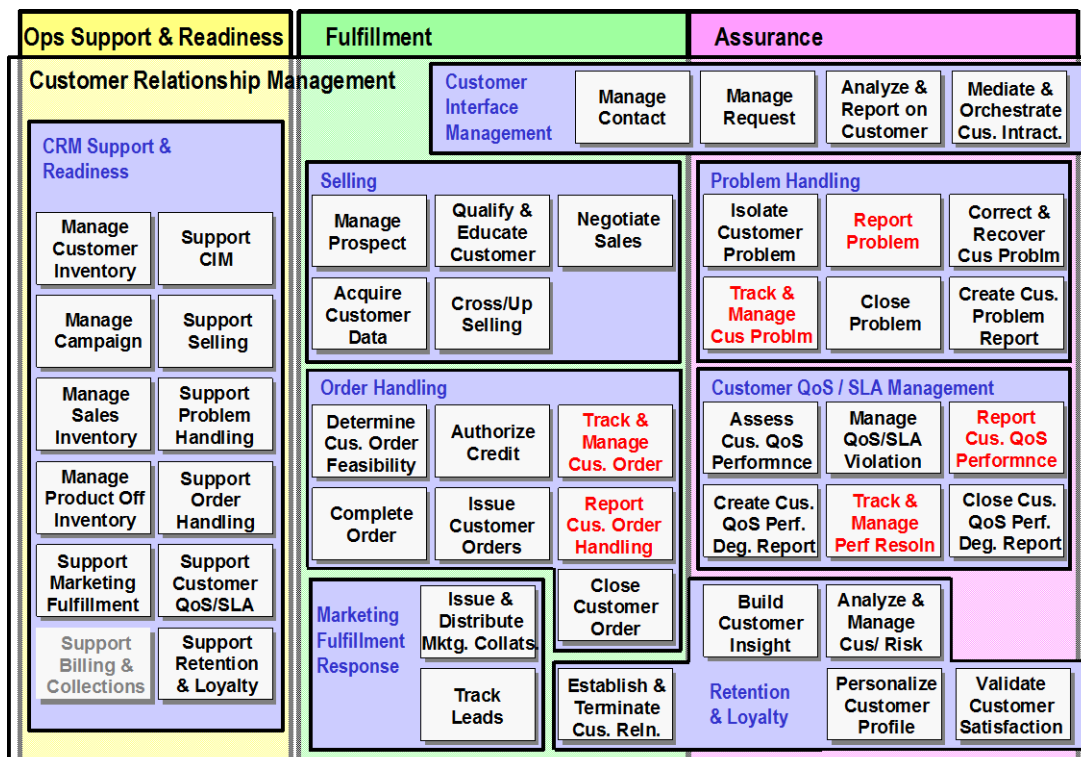 Ops Support & Readiness
Fulfillment
Assurance
Customer Relationship Management
Customer
Interface
Management
Manage
Contact
Manage
Request
Analyze &
Report on
Customer
Mediate &
Orchestrate
Cus. Intract.
CRM Support &
Readiness
Manage
Customer
Inventory
Support
CIM
Manage
Campaign
Support
Selling
Manage
Sales
Inventory
Support
Problem
Handling
Manage
Product Off
Inventory
Support
Order
Handling
Support
Marketing
Fulfillment
Support
Customer
QoS/SLA
Support
Billing &
Collections
Support
Retention
& Loyalty
Selling
Manage
Prospect
Qualify &
Educate
Customer
Negotiate
Sales
Acquire
Customer
Data
Cross/Up
Selling
Problem Handling
Isolate
Customer
Problem
Report
Problem
Correct &
Recover
Cus Problm
Track &
Manage
Cus Problm
Close
Problem
Create Cus.
Problem
Report
Order Handling
Determine
Cus. Order
Feasibility
Authorize
Credit
Track &
Manage
Cus. Order
Complete
Order
Issue
Customer
Orders
Report
Cus. Order
Handling
Close
Customer
Order
Customer QoS / SLA Management
Assess
Cus. QoS
Performnce
Manage
QoS/SLA
Violation
Report
Cus. QoS
Performnce
Create Cus.
QoS Perf.
Deg. Report
Track &
Manage
Perf Resoln
Close Cus.
QoS Perf.
Deg. Report
Marketing
Fulfillment
Response
Issue &
Distribute
Mktg. Collats.
Track
Leads
Establish &
Terminate
Cus. Reln.
Retention
& Loyalty
Build
Customer
Insight
Analyze &
Manage
Cus/ Risk
Personalize
Customer
Profile
Validate
Customer
Satisfaction